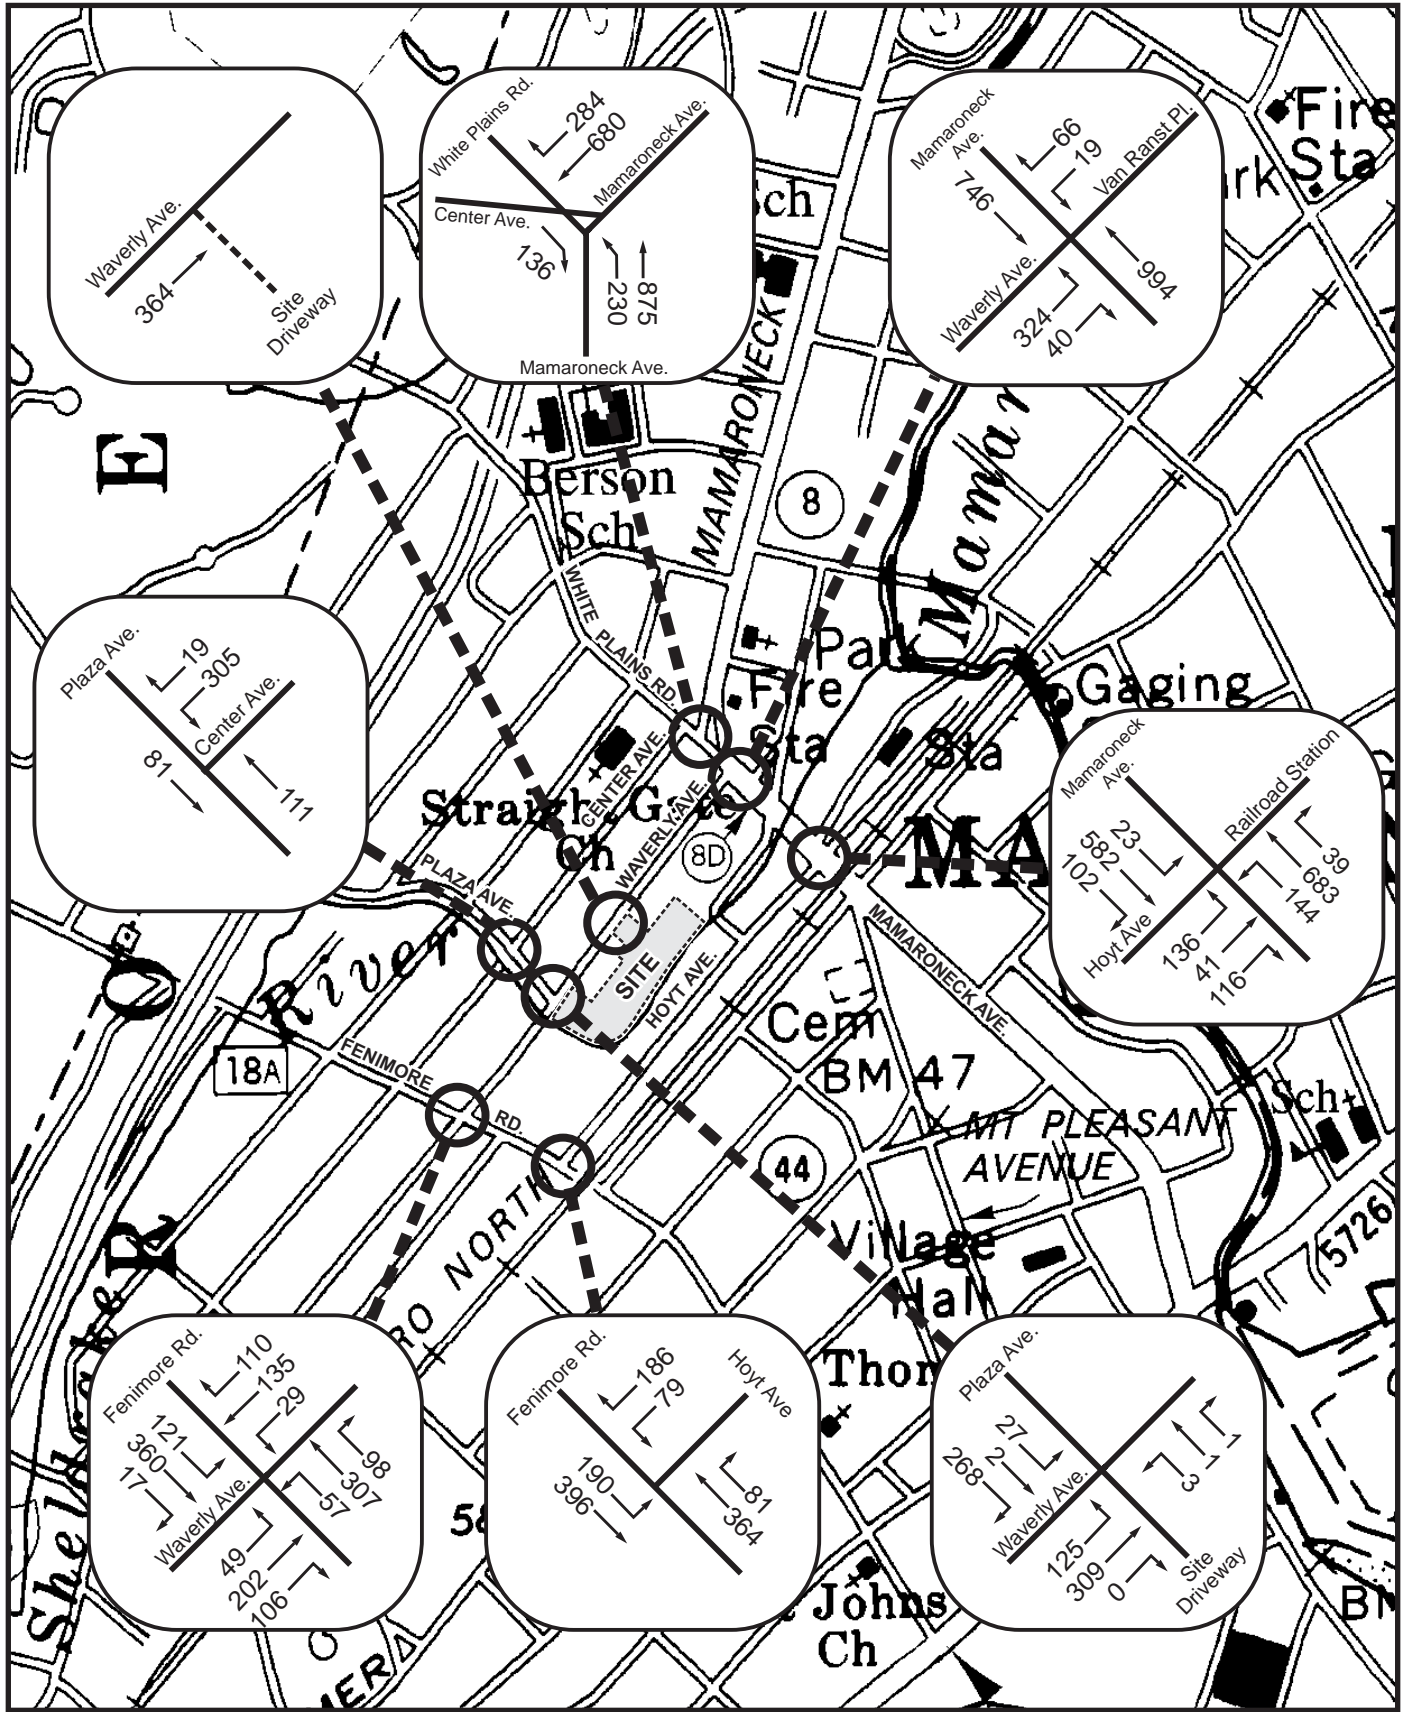 Fire
Sta
rk
Sch
MAMARONECK
8
Berson
Sch
WHITE PLAINS RD.
Park
Fire
Sta
Gaging
Sta
CENTER AVE.
WAVERLY AVE.
Straight Gate
Ch
8D
PLAZA AVE.
SITE
HOYT AVE.
MAMARONECK AVE.
River
Cem
BM 47
18A
FENIMORE RD.
MT PLEASANT
AVENUE
Sch
44
NORTH
Village
Hall
5726
Thom
Johns
Ch
E
O
R
MA
Mamar
Waverly Ave.
364
Site
Driveway
White Plains Rd.
284
680
Mamaroneck Ave.
Center Ave.
136
230
875
Mamaroneck Ave.
Mamaroneck
Ave.
66
19
Van Ranst Pl.
746
Waverly Ave.
994
324
40
Plaza Ave.
19
305
Center Ave.
81
111
Mamaroneck
Ave.
Railroad Station
23
582
102
Hoyt Ave
39
683
144
136
41
116
Fenimore Rd.
110
135
29
121
360
17
Waverly Ave.
98
307
57
49
202
106
Fenimore Rd.
186
79
Hoyt Ave
190
396
81
364
Plaza Ave.
27
2
268
Waverly Ave.
1
1
3
125
309
0
Site
Driveway